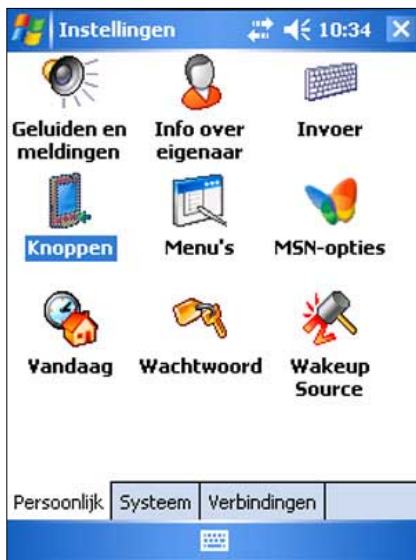 Instellingen 10:34
Geluiden en meldingen
Info over eigenaar
Invoer
Knoppen
Menu's
MSN-opties
Vandaag
Wachtwoord
Wakeup Source
Persoonlijk Systeem Verbindingen